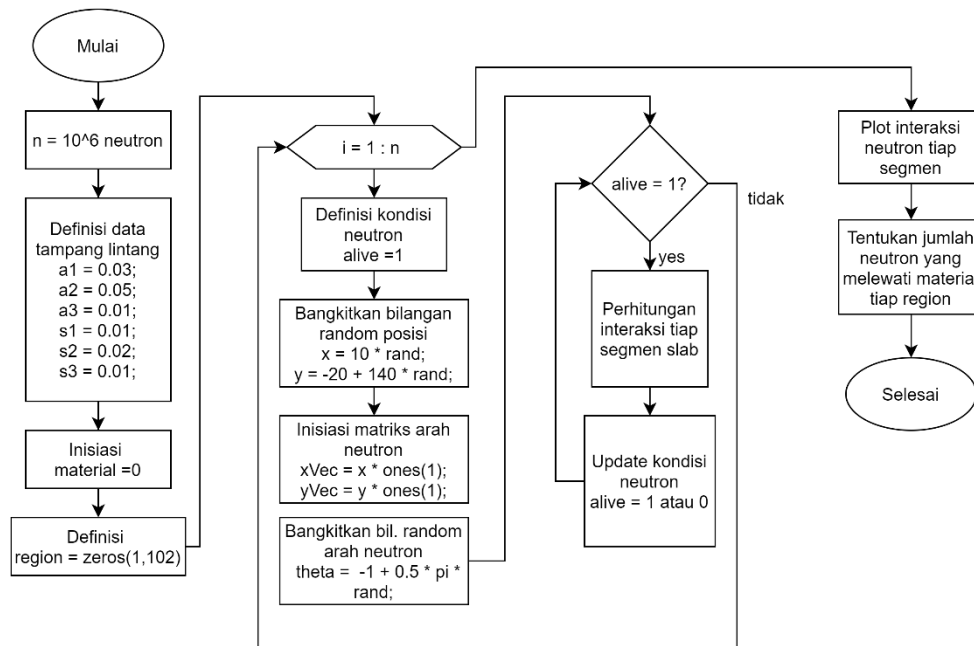 Mulai
n = 10^6 neutron
Definisi data
tampang lintang
a1 = 0.03;
a2 = 0.05;
a3 = 0.01;
s1 = 0.01;
s2 = 0.02;
s3 = 0.01;
Inisiasi
material =0
Definisi
region = zeros(1,102)
i = 1 : n
Definisi kondisi
neutron
alive =1
Bangkitkan bilangan
random posisi
x = 10 * rand;
y = -20 + 140 * rand;
Inisiasi matriks arah
neutron
xVec = x * ones(1);
yVec = y * ones(1);
Bangkitkan bil. random
arah neutron
theta = -1 + 0.5 * pi *
rand;
alive = 1?
tidak
yes
Perhitungan
interaksi tiap
segmen slab
Update kondisi
neutron
alive = 1 atau 0
Plot interaksi
neutron tiap
segmen
Tentukan jumlah
neutron yang
melewati materia
tiap region
Selesai